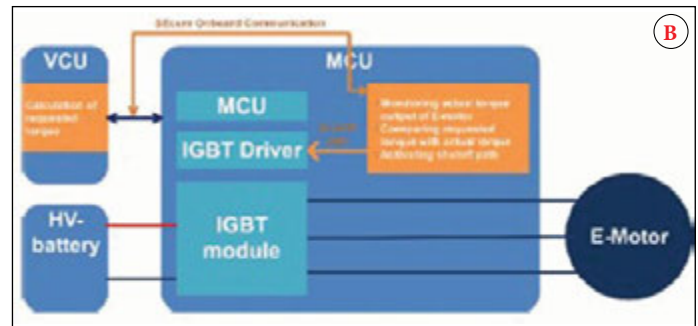 SEcure Onboard Communication
B
VCU
MCU
Calculation of
requested
torque
MCU
Monitoring actual torque
output of E-motor
Comparing requested
torque with actual torque
Activating shutoff path
IGBT Driver
HV-
battery
IGBT
module
E-Motor